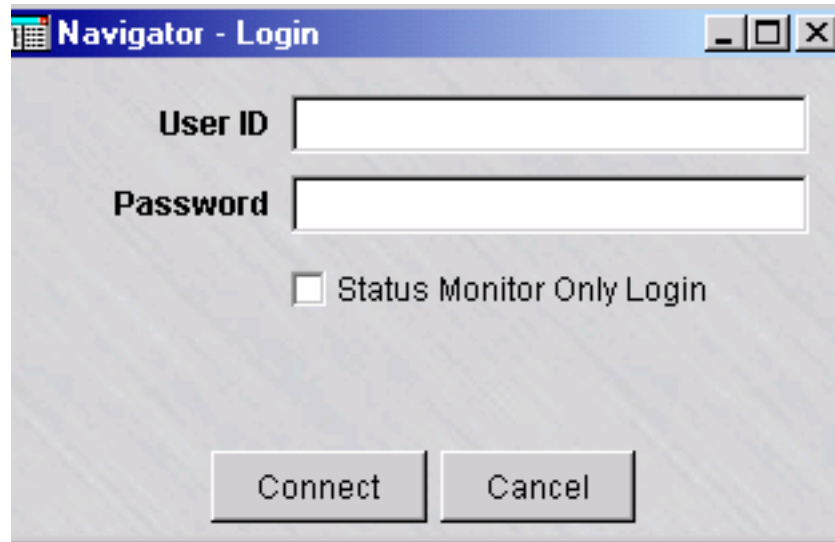 Navigator - Login
User ID
Password
Status Monitor Only Login
Connect Cancel